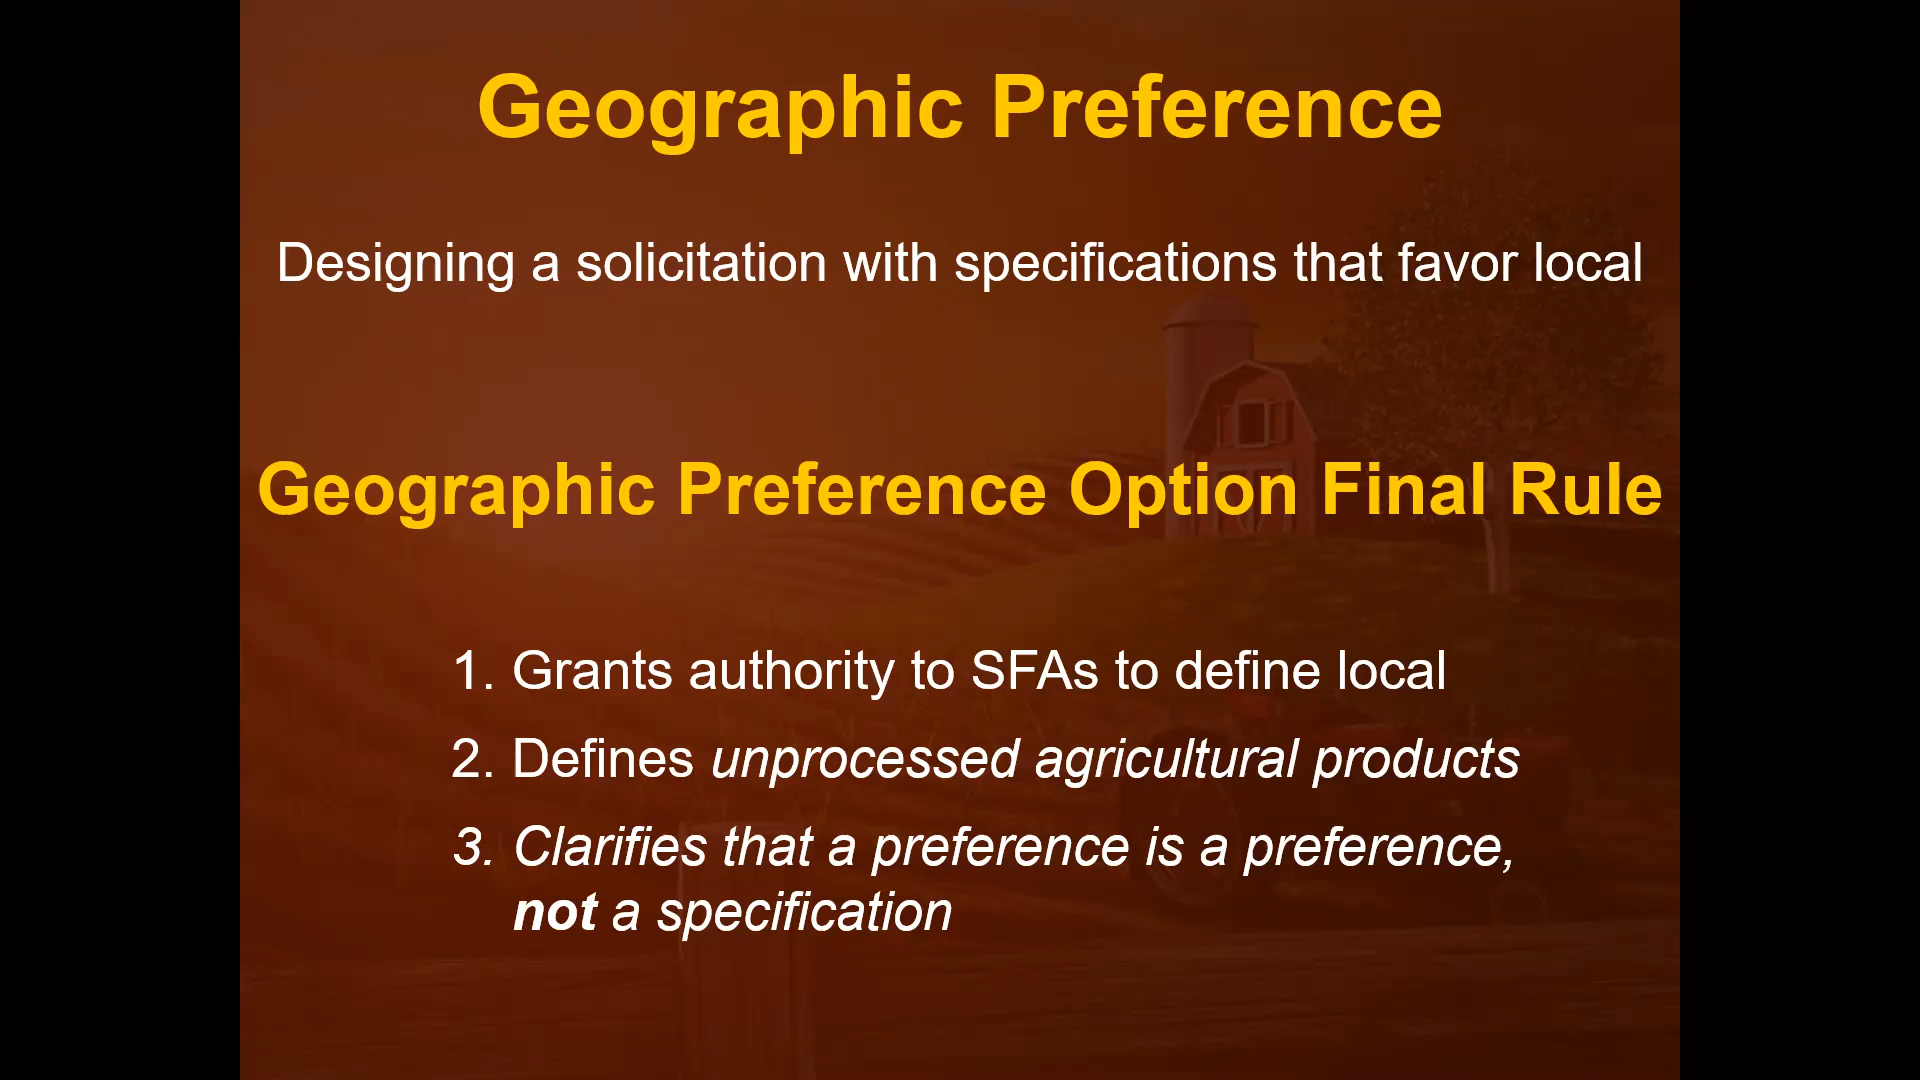 Geographic Preference
Designing a solicitation with specifications that favor local
Geographic Preference Option Final Rule
1. Grants authority to SFAs to define local
2. Defines unprocessed agricultural products
3. Clarifies that a preference is a preference,
not a specification